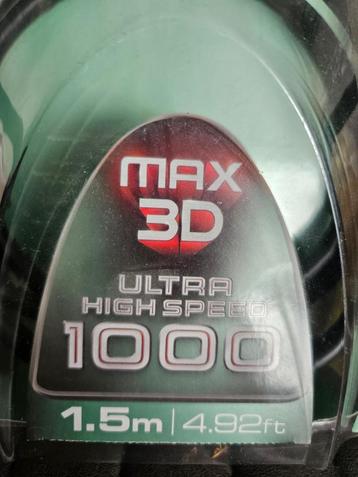 MAX
3D
ULTRA
HIGH SPEED
1000
1.5m | 4.92ft